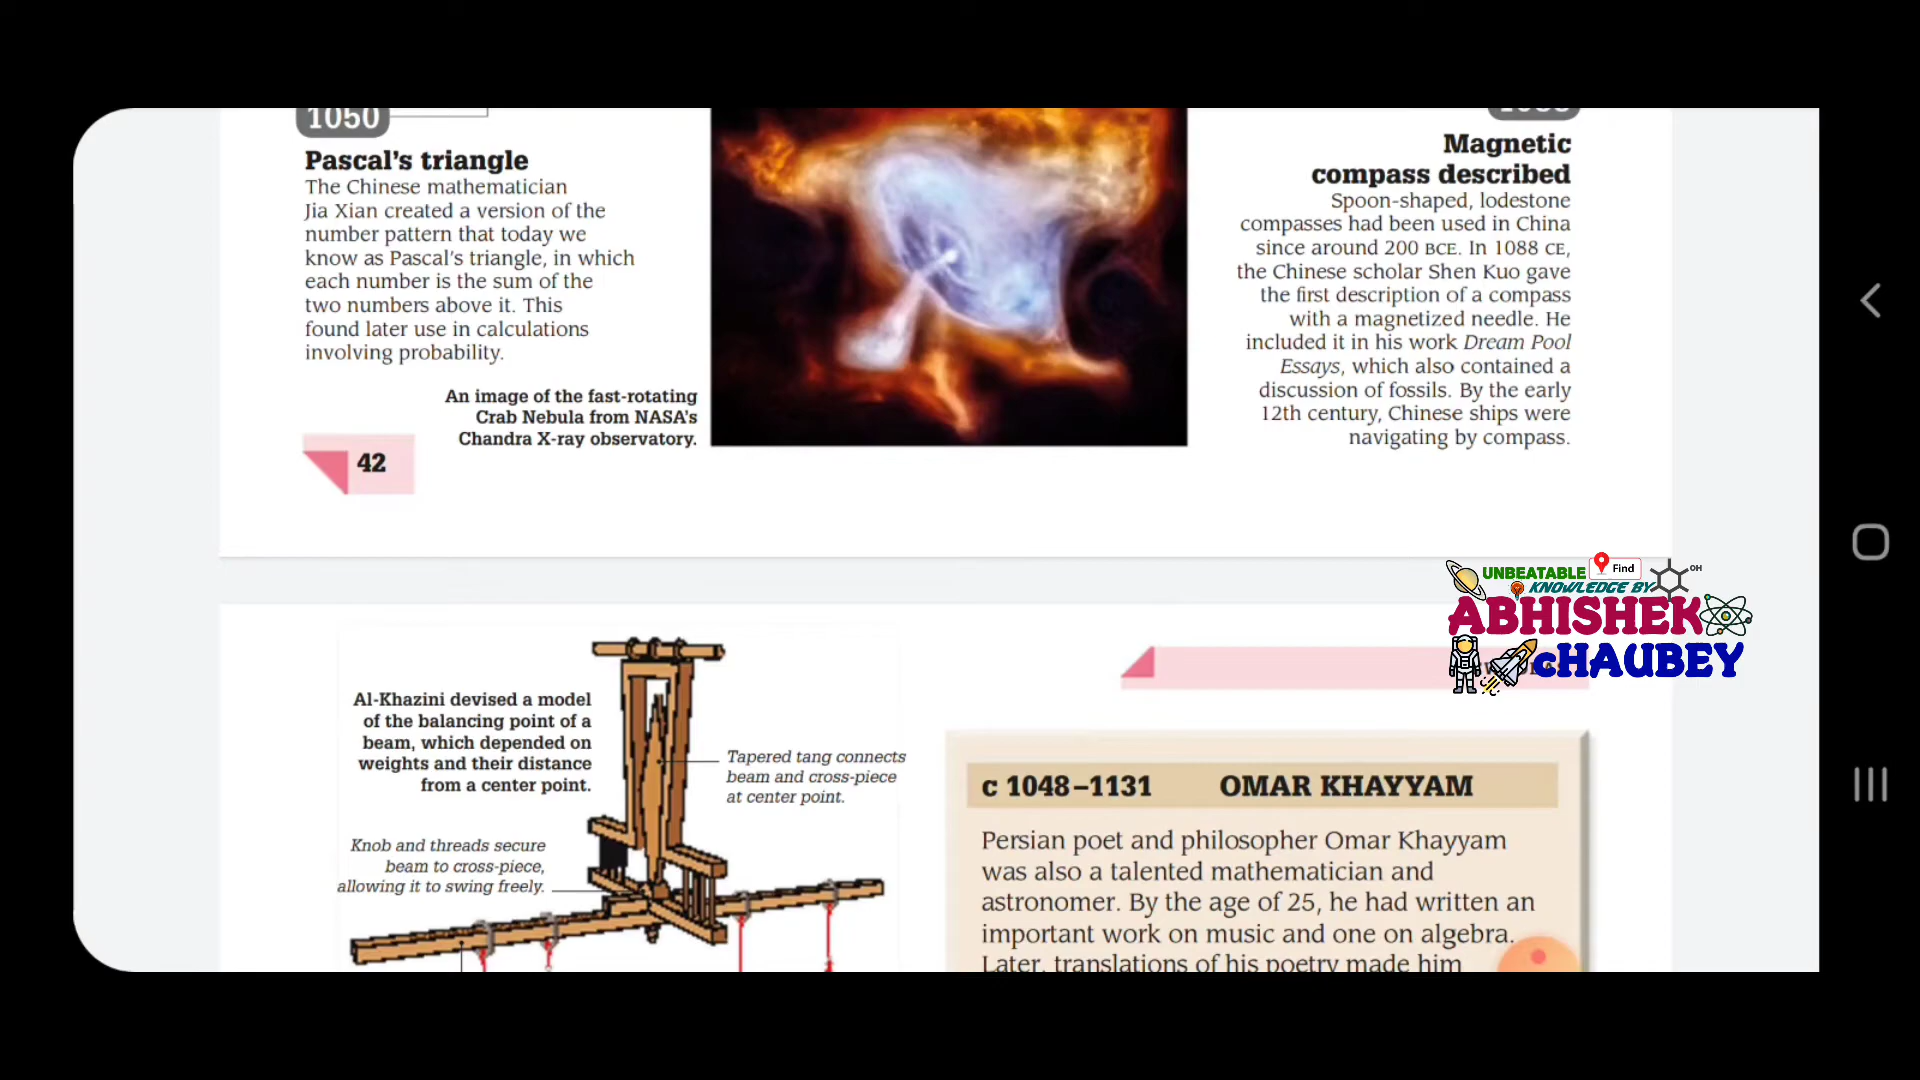 1050
Pascal's triangle
The Chinese mathematician
Jia Xian created a version of the
number pattern that today we
know as Pascal's triangle, in which
each number is the sum of the
two numbers above it. This
found later use in calculations
involving probability.
An image of the fast-rotating
Crab Nebula from NASA's
Chandra X-ray observatory.
42
Magnetic
compass described
Spoon-shaped, lodestone
compasses had been used in China
since around 200 BCE. In 1088 CE,
the Chinese scholar Shen Kuo gave
the first description of a compass
with a magnetized needle. He
included it in his work Dream Pool
Essays, which also contained a
discussion of fossils. By the early
12th century, Chinese ships were
navigating by compass.
UNBEATABLE Find
KNOWLEDGE BY OH
ABHISHEK
cHAUBEY
Al-Khazini devised a model
of the balancing point of a
beam, which depended on
weights and their distance
from a center point.
Tapered tang connects
beam and cross-piece
at center point.
Knob and threads secure
beam to cross-piece,
allowing it to swing freely.
c 1048–1131 OMAR KHAYYAM
Persian poet and philosopher Omar Khayyam
was also a talented mathematician and
astronomer. By the age of 25, he had written an
important work on music and one on algebra.
Later, translations of his poetry made him